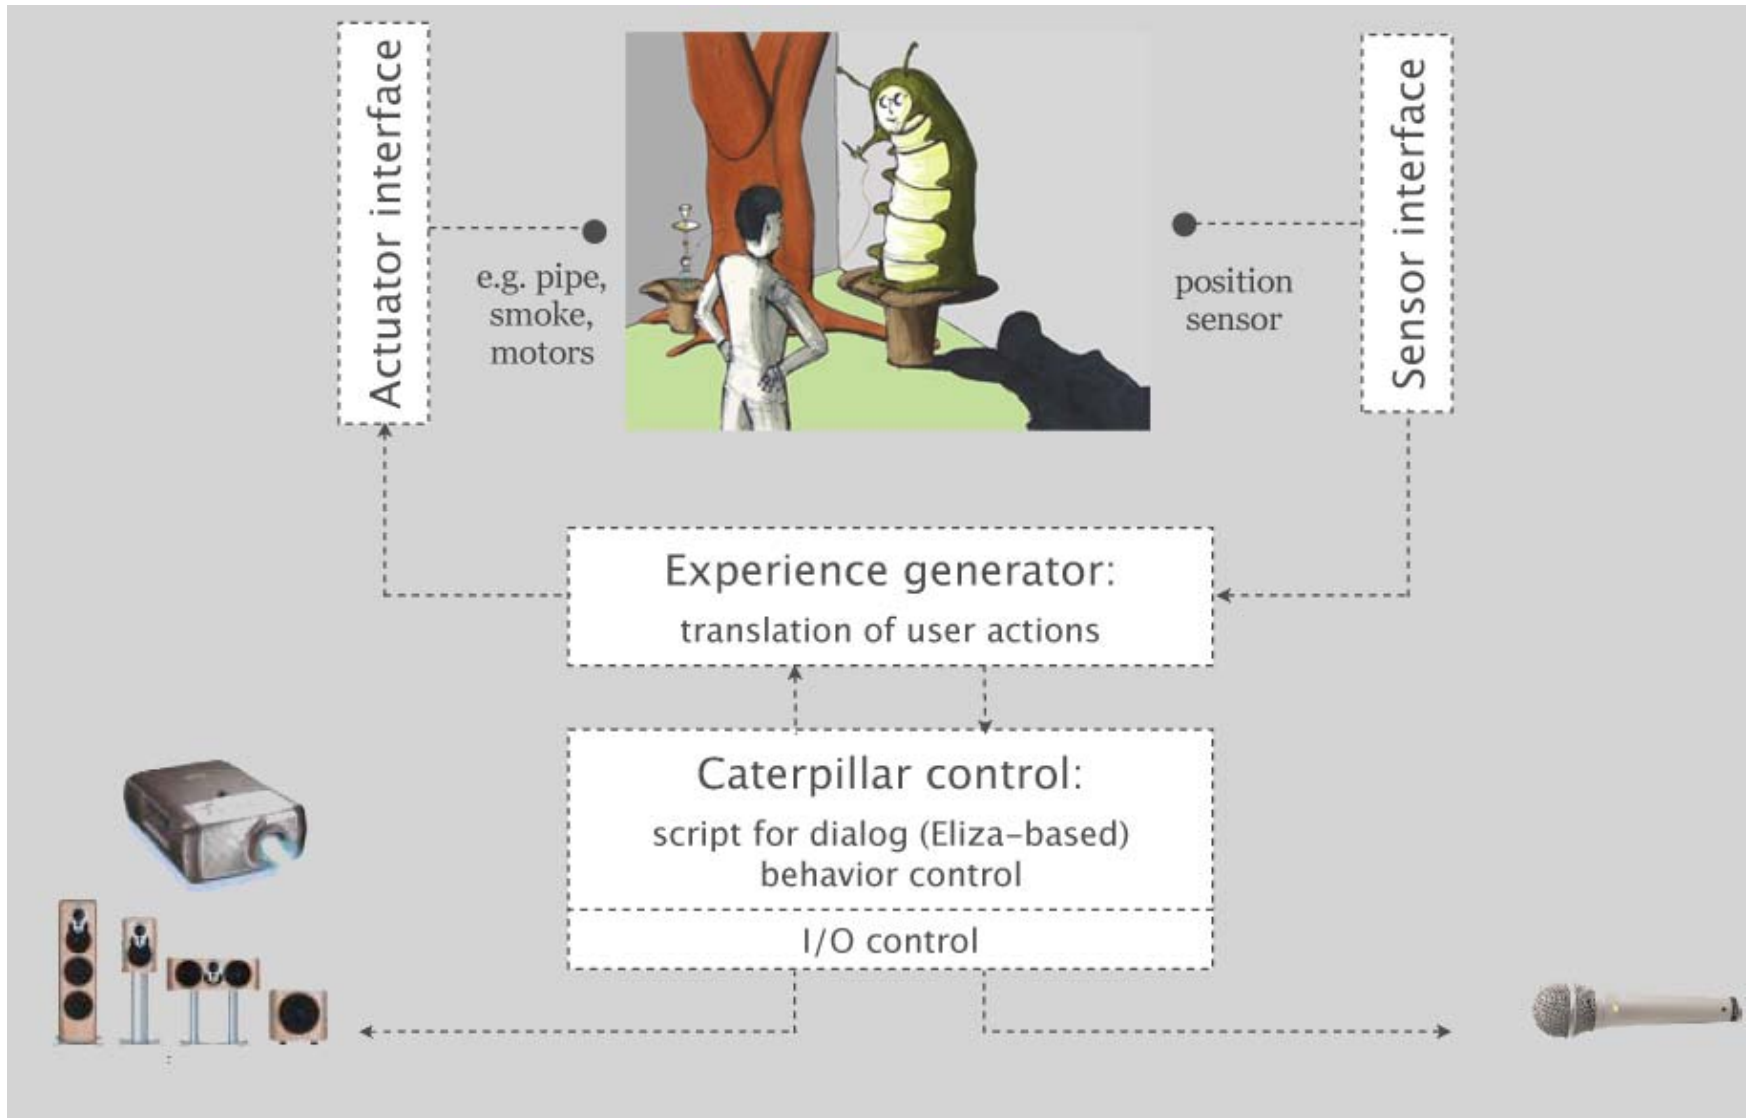 Actuator interface
e.g. pipe,
smoke,
motors
position
sensor
Sensor interface
Experience generator:
translation of user actions
Caterpillar control:
script for dialog (Eliza-based)
behavior control
I/O control